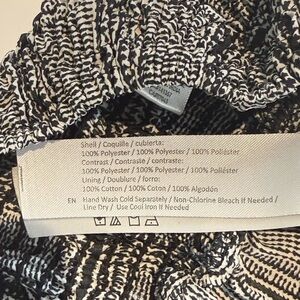 Shell / Coquille / cubierta:
100% Polyester / 100% Polyester / 100% Poliéster
Contrast / Contraste / contraste:
100% Polyester / 100% Polyester / 100% Poliéster
Lining / Doublure / forro:
100% Cotton / 100% Coton / 100% Algodón
EN Hand Wash Cold Separately / Non-Chlorine Bleach If Needed /
Line Dry / Use Cool Iron If Needed